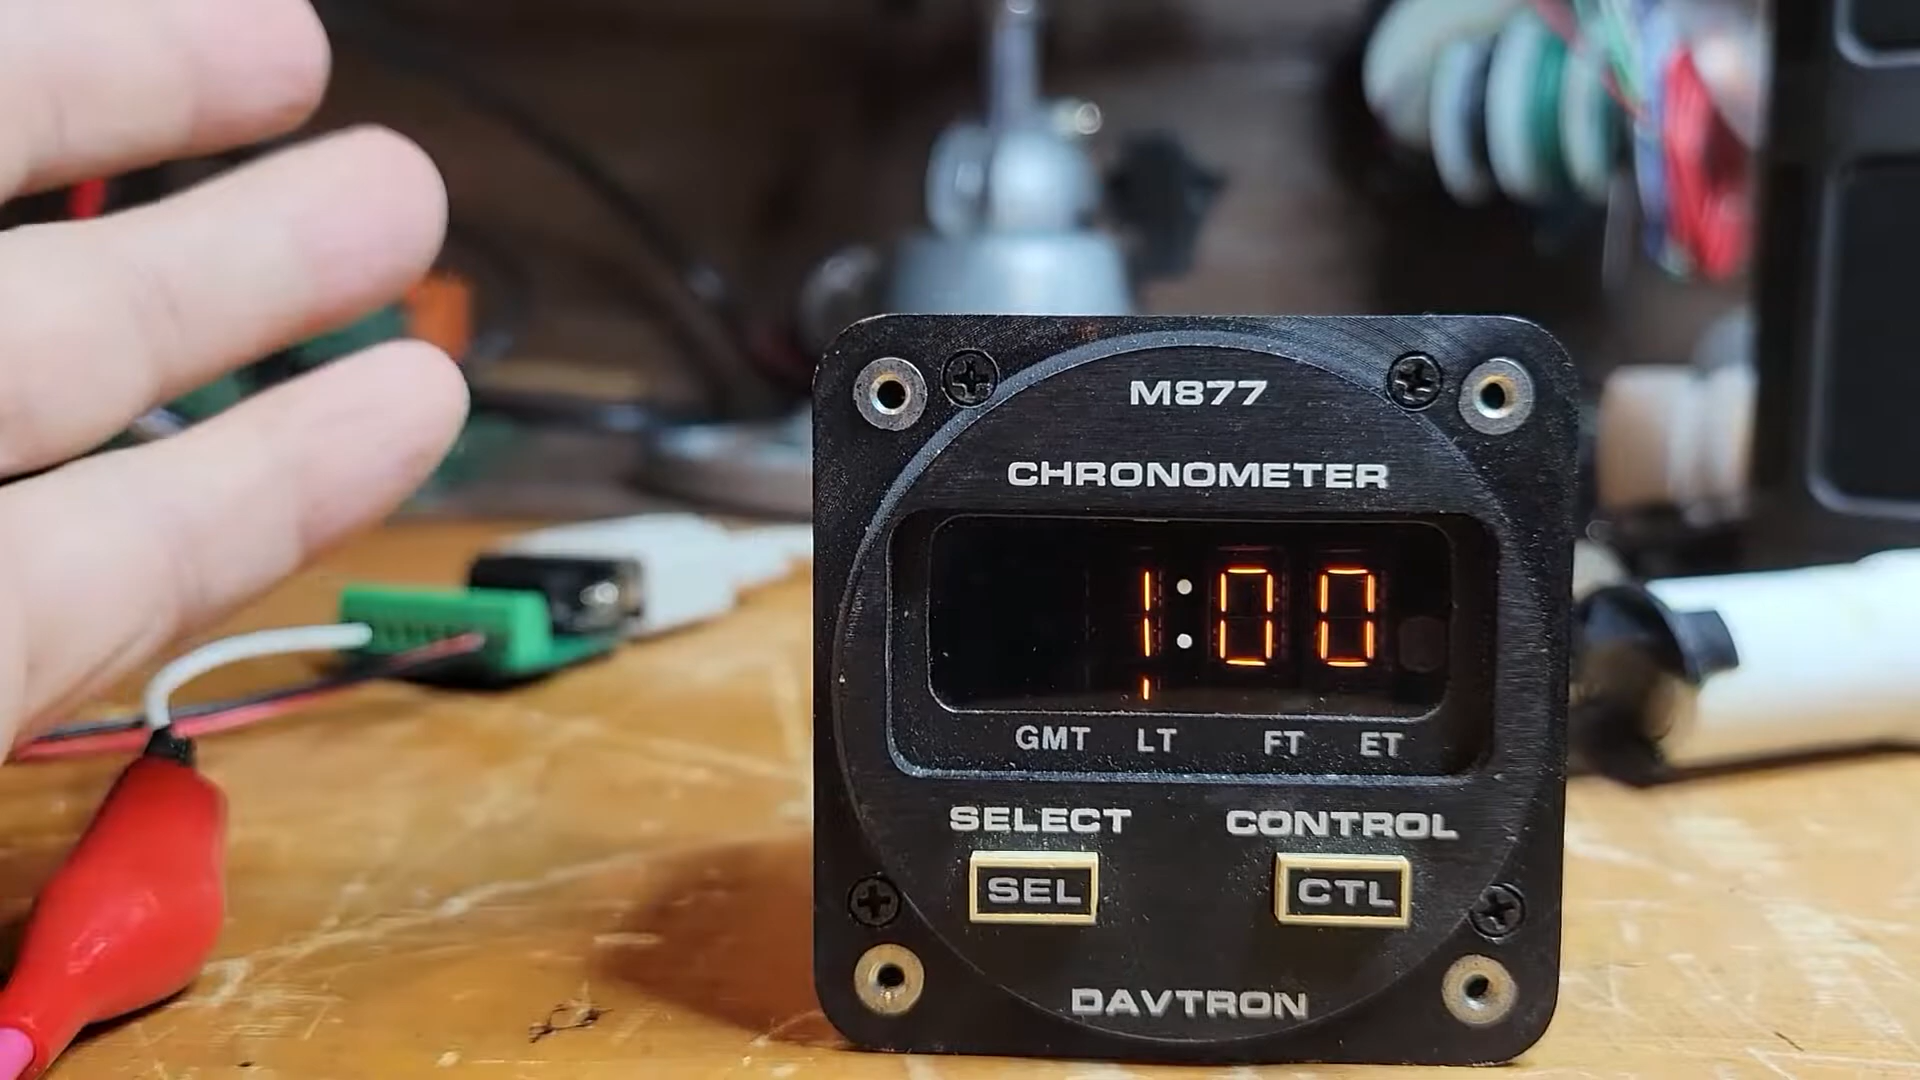 M877
CHRONOMETER
1:00
GMT LT FT ET
SELECT CONTROL
SEL CTL
DAVTRON